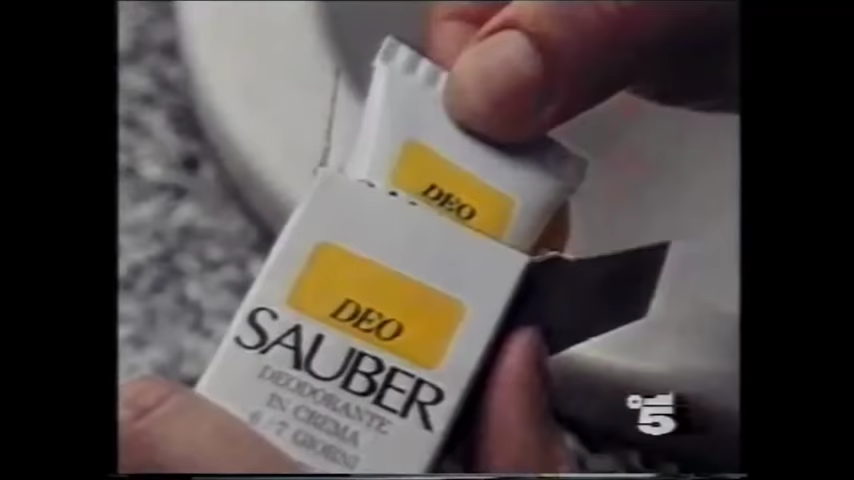 DEO
DEO
SAUBER
DEODORANTE
IN CREMA
6/7 GIORNI
5